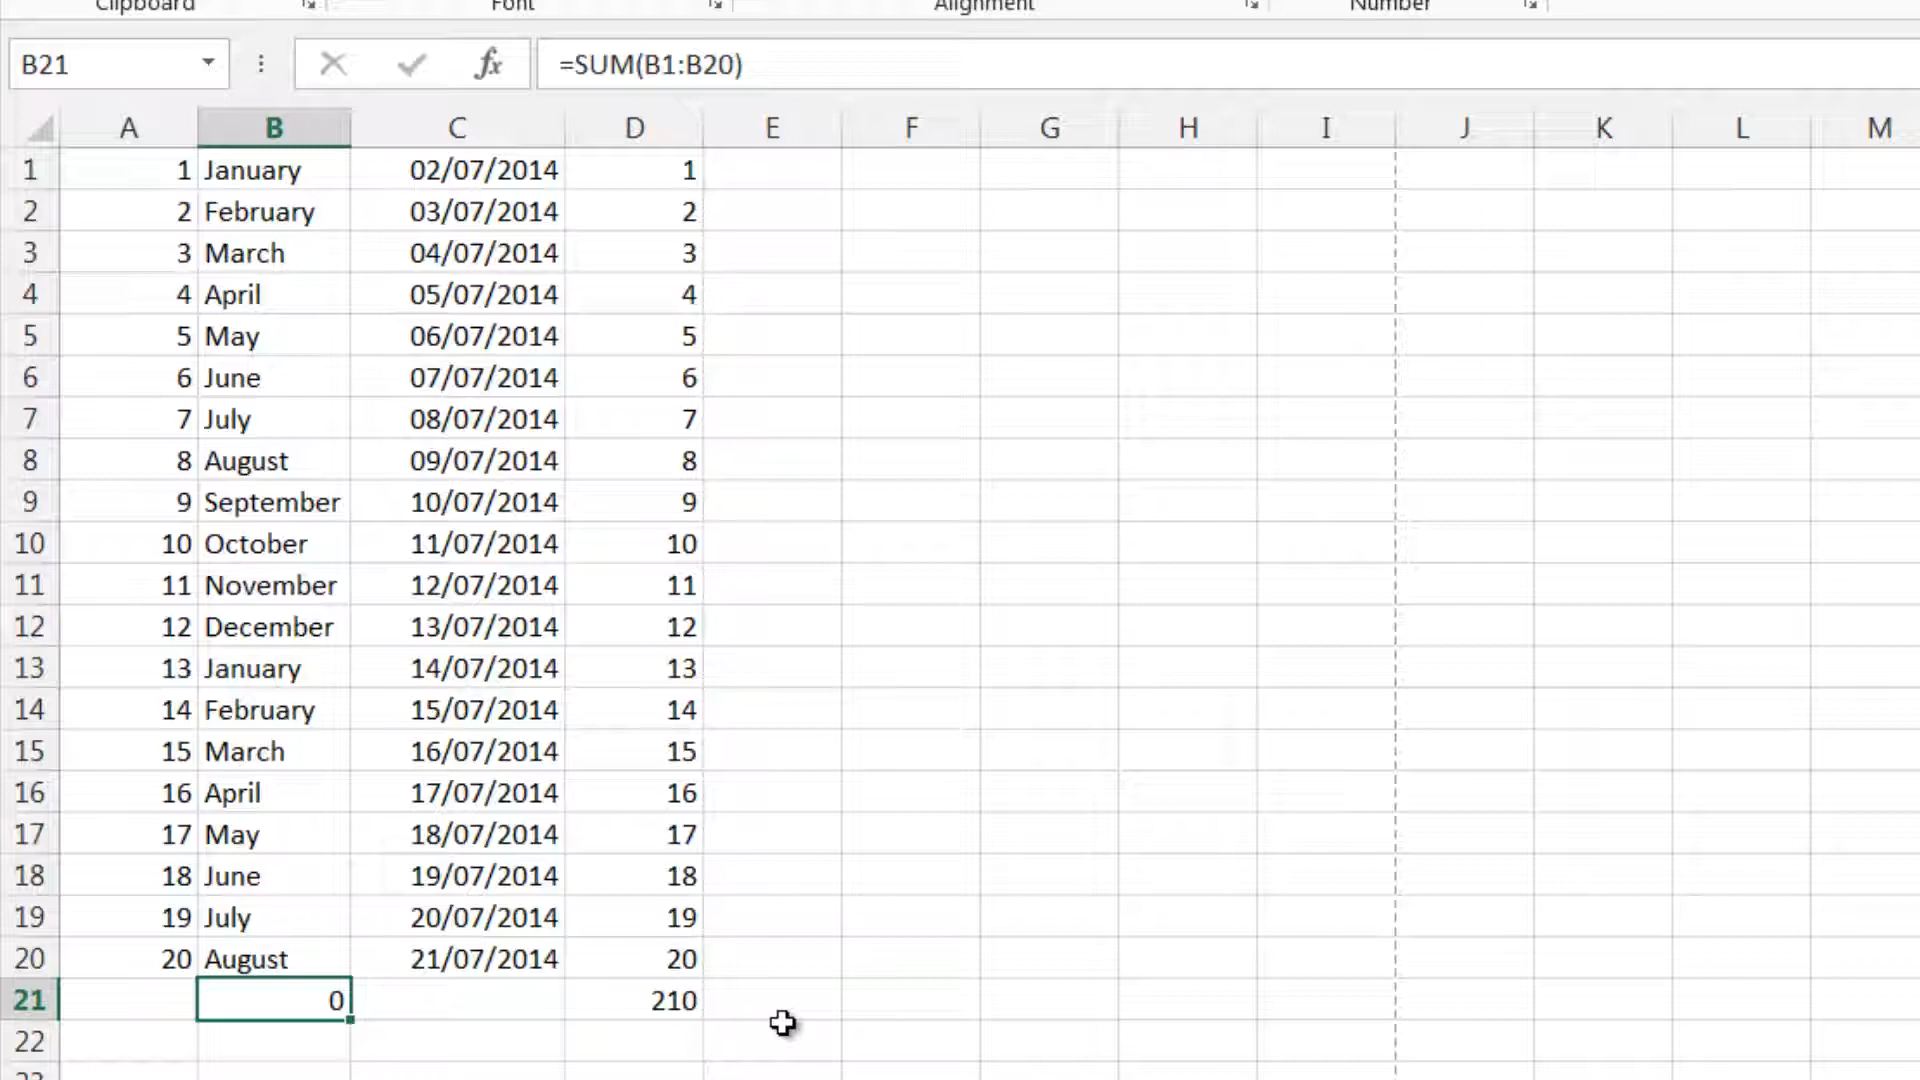 Clipboard Font Alignment Number
B21 fx =SUM(B1:B20)
A B C D E F G H I J K L M
1 1 January 02/07/2014 1
2 2 February 03/07/2014 2
3 3 March 04/07/2014 3
4 4 April 05/07/2014 4
5 5 May 06/07/2014 5
6 6 June 07/07/2014 6
7 7 July 08/07/2014 7
8 8 August 09/07/2014 8
9 9 September 10/07/2014 9
10 10 October 11/07/2014 10
11 11 November 12/07/2014 11
12 12 December 13/07/2014 12
13 13 January 14/07/2014 13
14 14 February 15/07/2014 14
15 15 March 16/07/2014 15
16 16 April 17/07/2014 16
17 17 May 18/07/2014 17
18 18 June 19/07/2014 18
19 19 July 20/07/2014 19
20 20 August 21/07/2014 20
21 0 210
22